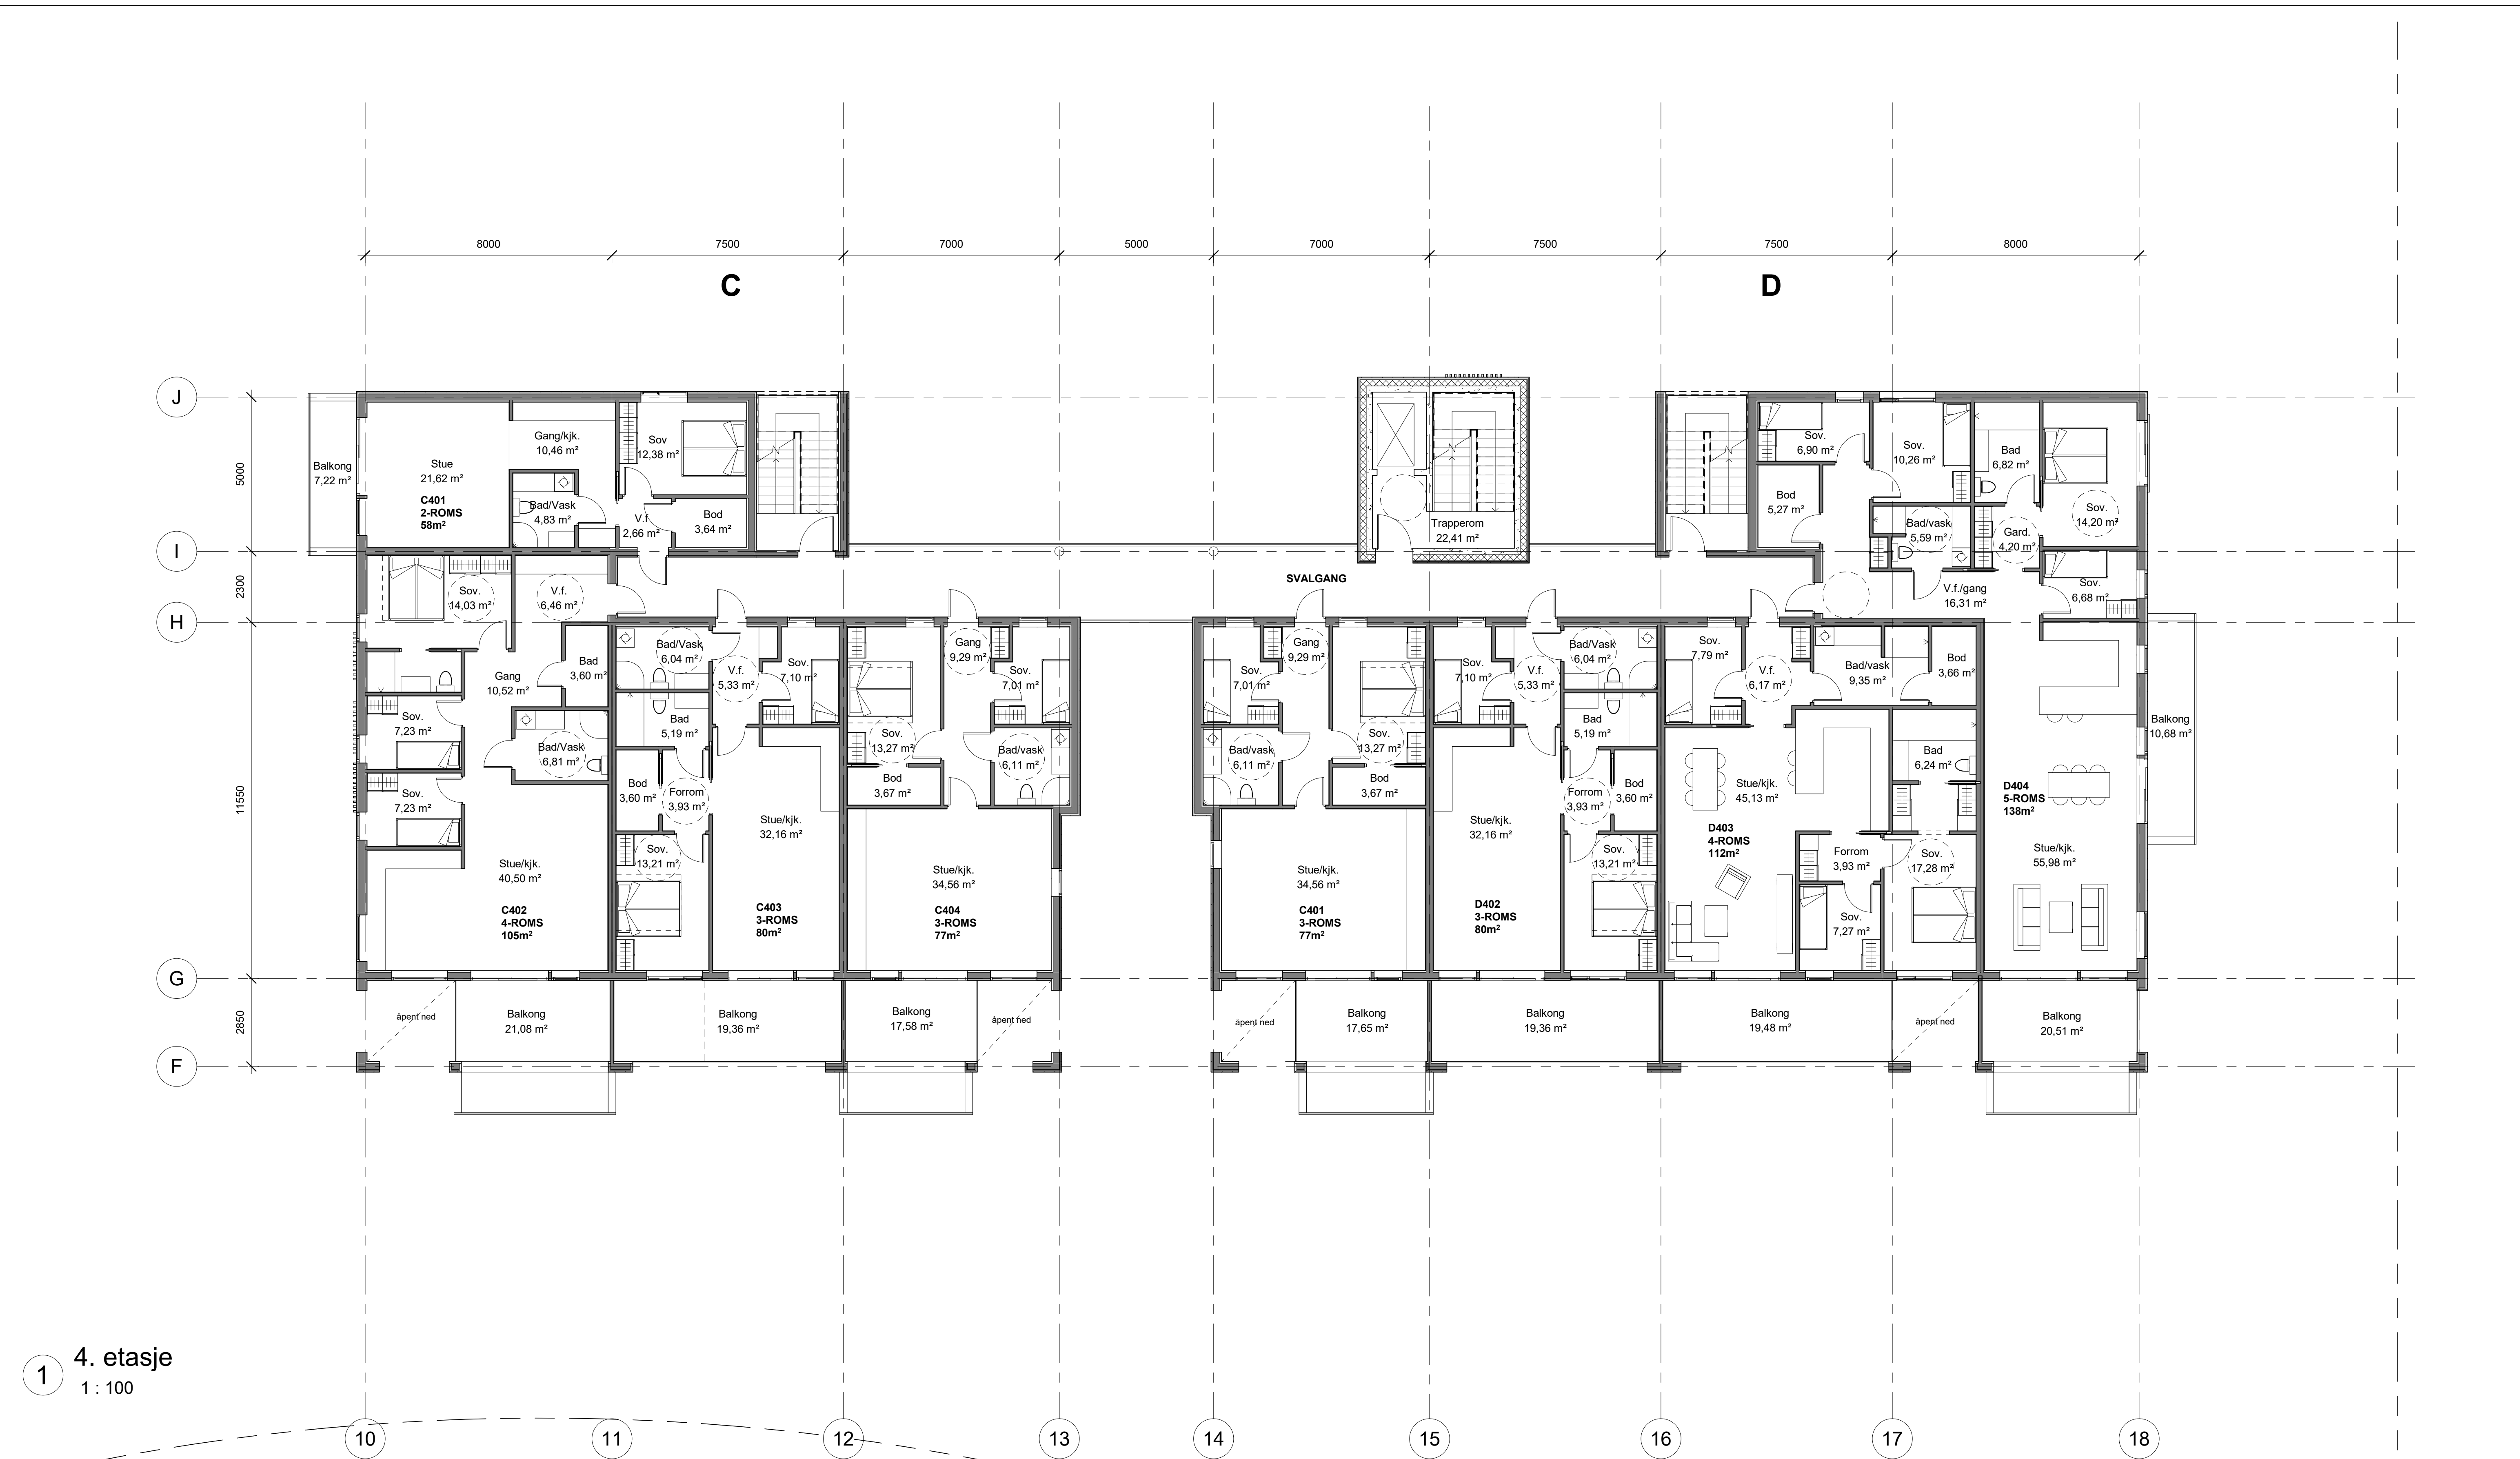 8000
7500
7000
5000
7000
7500
7500
8000
C
D
J
I
H
G
F
5000
2300
11550
2850
Balkong
7,22 m²
Stue
21,62 m²
C401
2-ROMS
58m²
Gang/kjk.
10,46 m²
Bad/Vask
4,83 m²
Sov
12,38 m²
V.f
2,66 m²
Bod
3,64 m²
Trapperom
22,41 m²
SVALGANG
Sov.
6,90 m²
Sov.
10,26 m²
Bad
6,82 m²
Bod
5,27 m²
Bad/vask
5,59 m²
Gard.
4,20 m²
Sov.
14,20 m²
V.f./gang
16,31 m²
Sov.
6,68 m²
Sov.
14,03 m²
V.f.
6,46 m²
Gang
10,52 m²
Bad
3,60 m²
Sov.
7,23 m²
Bad/Vask
6,81 m²
Sov.
7,23 m²
Stue/kjk.
40,50 m²
C402
4-ROMS
105m²
Bad/Vask
6,04 m²
V.f.
5,33 m²
Sov.
7,10 m²
Bad
5,19 m²
Bod
3,60 m²
Forrom
3,93 m²
Sov.
13,21 m²
Stue/kjk.
32,16 m²
C403
3-ROMS
80m²
Gang
9,29 m²
Sov.
7,01 m²
Sov.
13,27 m²
Bad/vask
6,11 m²
Bod
3,67 m²
Stue/kjk.
34,56 m²
C404
3-ROMS
77m²
Gang
9,29 m²
Sov.
7,01 m²
Sov.
13,27 m²
Bad/vask
6,11 m²
Bod
3,67 m²
Stue/kjk.
34,56 m²
C401
3-ROMS
77m²
Sov.
7,10 m²
V.f.
5,33 m²
Bad/Vask
6,04 m²
Bad
5,19 m²
Forrom
3,93 m²
Bod
3,60 m²
Sov.
13,21 m²
Stue/kjk.
32,16 m²
D402
3-ROMS
80m²
Sov.
7,79 m²
V.f.
6,17 m²
Bad/vask
9,35 m²
Bod
3,66 m²
Bad
6,24 m²
Stue/kjk.
45,13 m²
D403
4-ROMS
112m²
Forrom
3,93 m²
Sov.
17,28 m²
Sov.
7,27 m²
D404
5-ROMS
138m²
Stue/kjk.
55,98 m²
Balkong
10,68 m²
åpent ned
Balkong
21,08 m²
Balkong
19,36 m²
Balkong
17,58 m²
åpent ned
åpent ned
Balkong
17,65 m²
Balkong
19,36 m²
Balkong
19,48 m²
åpent ned
Balkong
20,51 m²
1
4. etasje
1 : 100
10
11
12
13
14
15
16
17
18